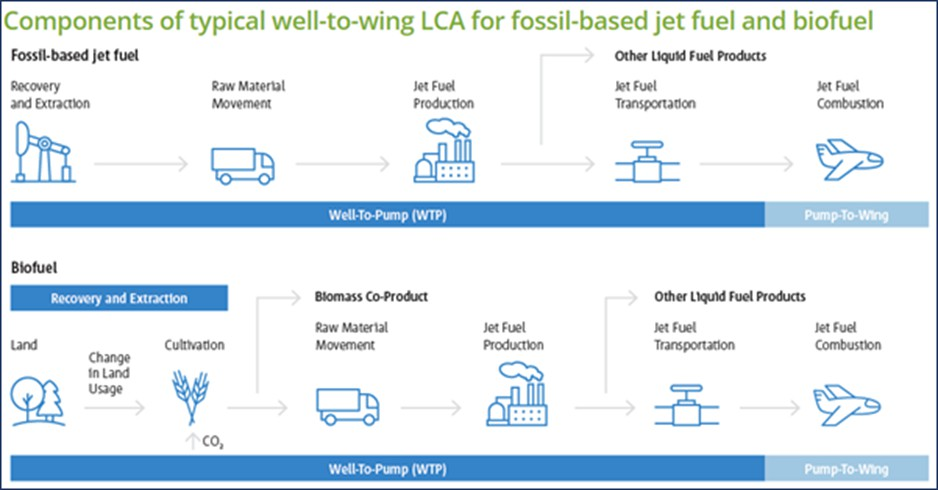 Components of typical well-to-wing LCA for fossil-based jet fuel and biofuel
Fossil-based jet fuel
Other Liquid Fuel Products
Recovery
and Extraction
Raw Material
Movement
Jet Fuel
Production
Jet Fuel
Transportation
Jet Fuel
Combustion
Well-To-Pump (WTP)
Pump-To-Wing
Biofuel
Recovery and Extraction
Biomass Co-Product
Other Liquid Fuel Products
Land
Change
in Land
Usage
Cultivation
CO₂
Raw Material
Movement
Jet Fuel
Production
Jet Fuel
Transportation
Jet Fuel
Combustion
Well-To-Pump (WTP)
Pump-To-Wing